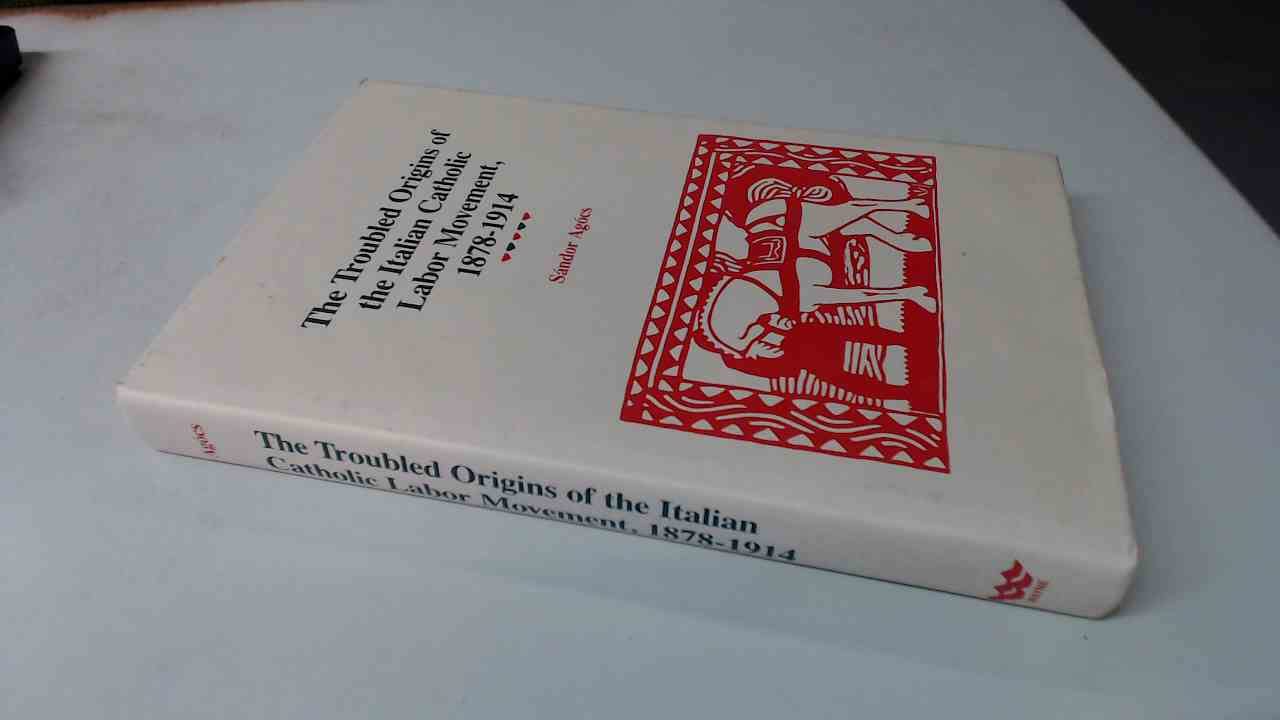 The Troubled Origins of
the Italian Catholic
Labor Movement,
1878-1914
Sándor Agócs
Agócs
The Troubled Origins of the Italian
Catholic Labor Movement, 1878-1914
WAYNE